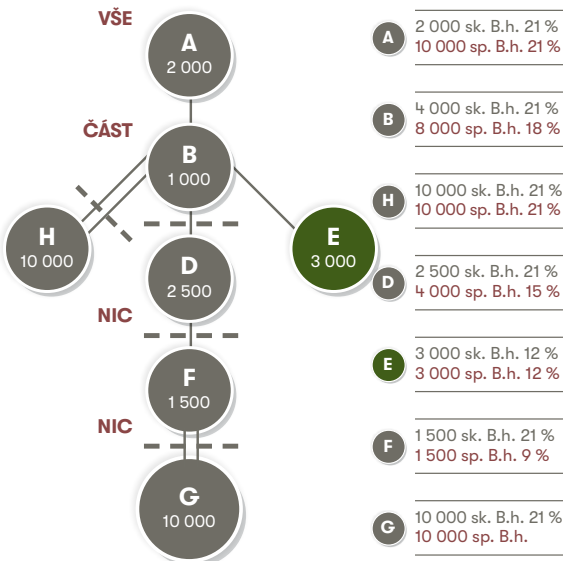 VŠE
A
2 000
ČÁST
B
1 000
H
10 000
E
3 000
D
2 500
NIC
F
1 500
NIC
G
10 000
A
2 000 sk. B.h. 21 %
10 000 sp. B.h. 21 %
B
4 000 sk. B.h. 21 %
8 000 sp. B.h. 18 %
H
10 000 sk. B.h. 21 %
10 000 sp. B.h. 21 %
D
2 500 sk. B.h. 21 %
4 000 sp. B.h. 15 %
E
3 000 sk. B.h. 12 %
3 000 sp. B.h. 12 %
F
1 500 sk. B.h. 21 %
1 500 sp. B.h. 9 %
G
10 000 sk. B.h. 21 %
10 000 sp. B.h.